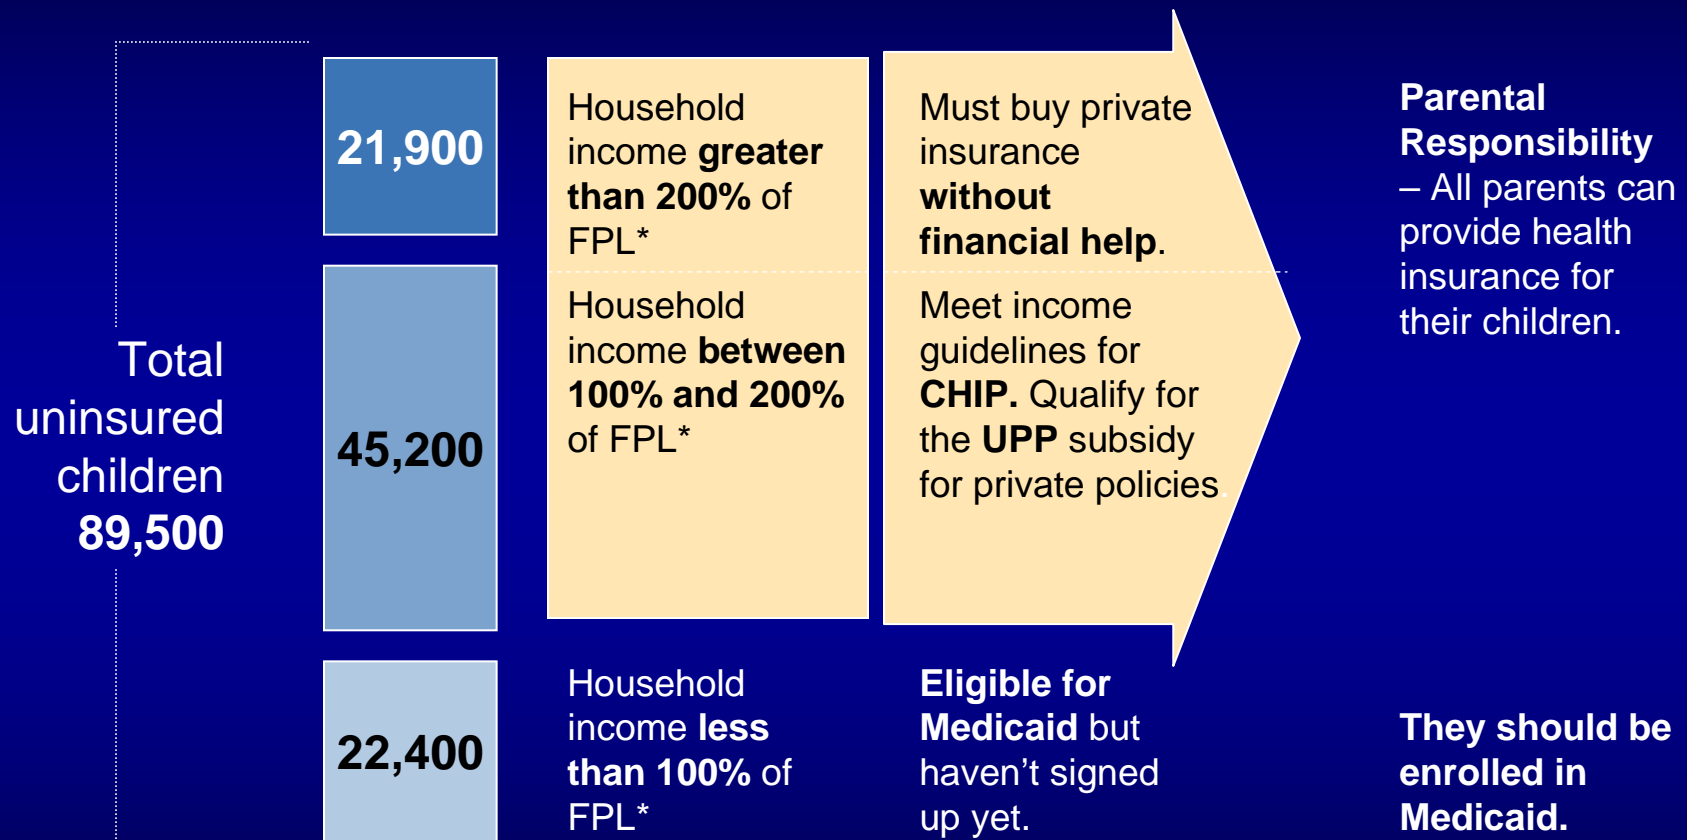 Total
uninsured
children
89,500
21,900
Household
income greater
than 200% of
FPL*
Must buy private
insurance
without
financial help.
Parental
Responsibility
– All parents can
provide health
insurance for
their children.
45,200
Household
income between
100% and 200%
of FPL*
Meet income
guidelines for
CHIP. Qualify for
the UPP subsidy
for private policies.
22,400
Household
income less
than 100% of
FPL*
Eligible for
Medicaid but
haven't signed
up yet.
They should be
enrolled in
Medicaid.